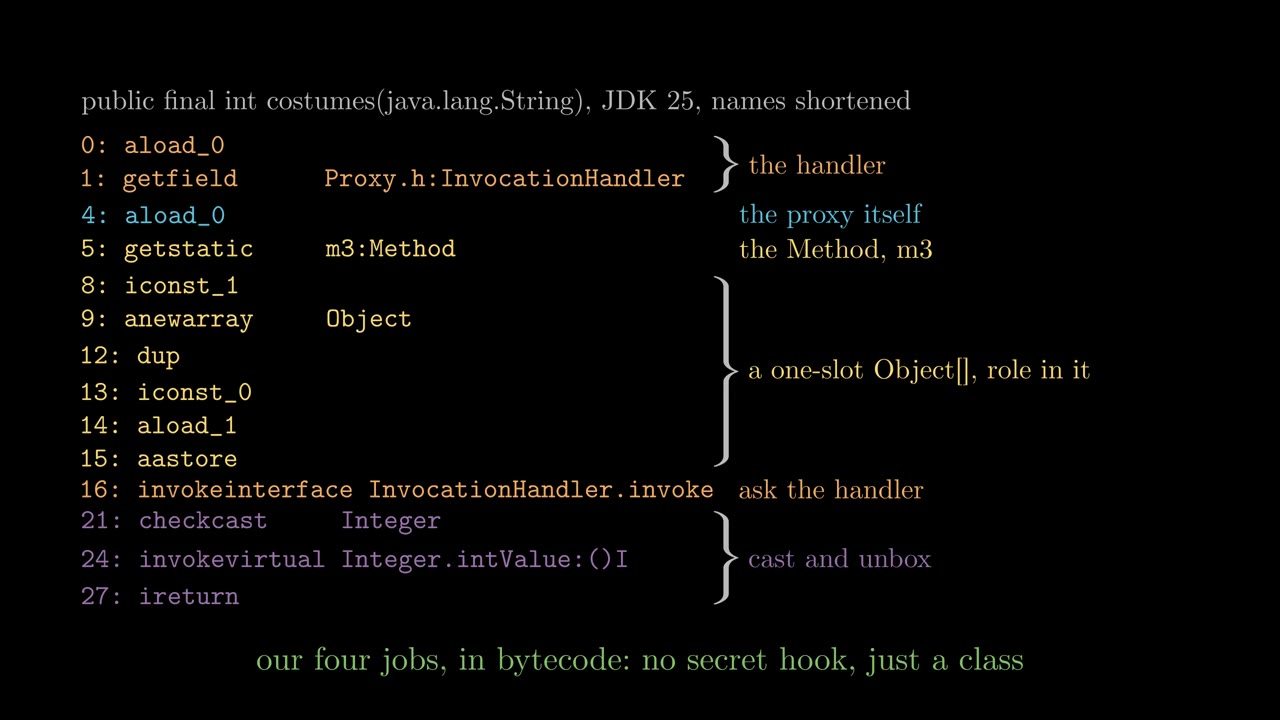 public final int costumes(java.lang.String), JDK 25, names shortened
0: aload_0
1: getfield Proxy.h:InvocationHandler
the handler
4: aload_0 the proxy itself
5: getstatic m3:Method the Method, m3
8: iconst_1
9: anewarray Object
12: dup
13: iconst_0
14: aload_1
15: aastore
a one-slot Object[], role in it
16: invokeinterface InvocationHandler.invoke ask the handler
21: checkcast Integer
24: invokevirtual Integer.intValue:()I
27: ireturn
cast and unbox
our four jobs, in bytecode: no secret hook, just a class